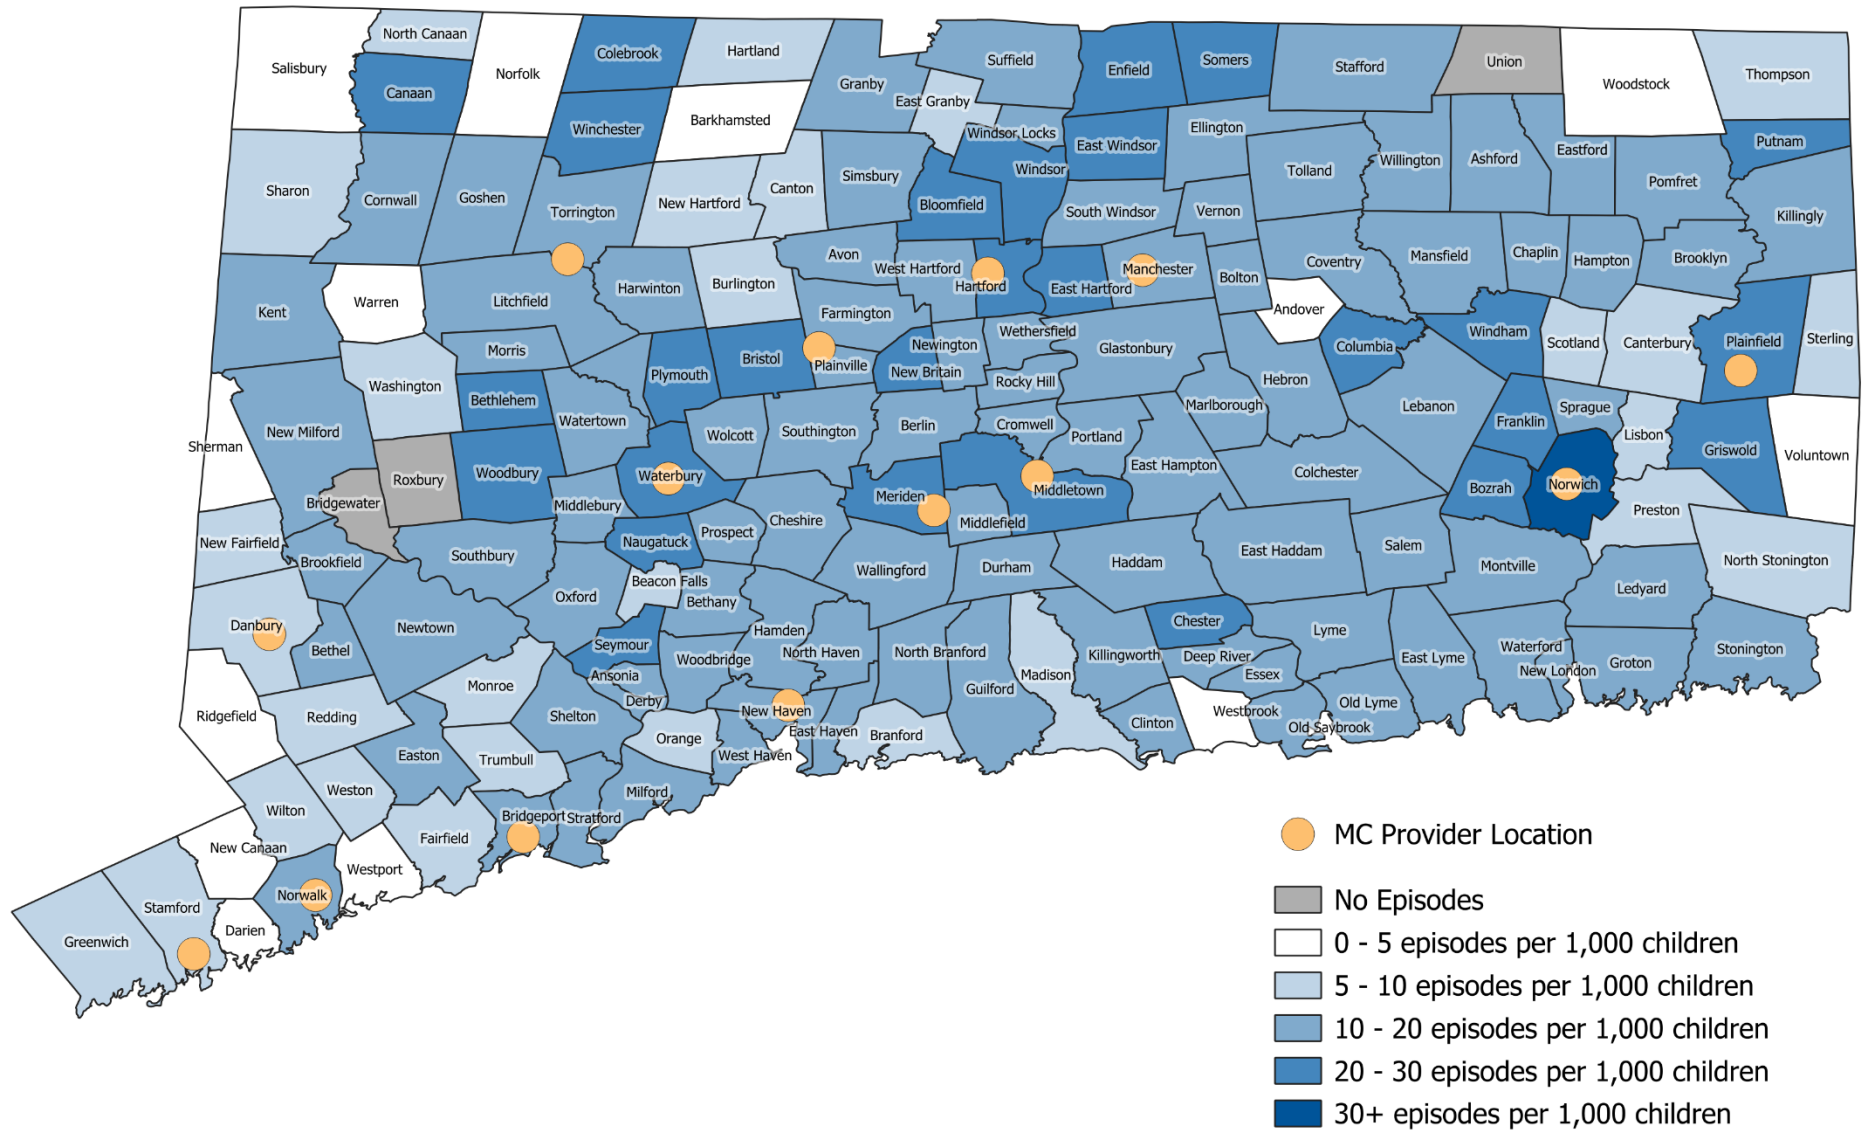 North Canaan
Colebrook
Hartland
Salisbury
Norfolk
Canaan
Granby
Suffield
Enfield
Somers
Stafford
Union
Woodstock
Thompson
East Granby
Barkhamsted
Winchester
Windsor Locks
East Windsor
Ellington
Willington
Ashford
Eastford
Putnam
Sharon
Cornwall
Goshen
Torrington
New Hartford
Canton
Simsbury
Bloomfield
Windsor
South Windsor
Vernon
Tolland
Pomfret
Killingly
Kent
Warren
Litchfield
Harwinton
Burlington
Avon
West Hartford
Hartford
East Hartford
Manchester
Bolton
Coventry
Mansfield
Chaplin
Hampton
Brooklyn
Andover
Farmington
Morris
Washington
Bethlehem
Plymouth
Bristol
Plainville
Newington
New Britain
Wethersfield
Rocky Hill
Glastonbury
Hebron
Columbia
Windham
Scotland
Canterbury
Plainfield
Sterling
Sherman
New Milford
Watertown
Wolcott
Southington
Berlin
Cromwell
Portland
Marlborough
Lebanon
Franklin
Sprague
Lisbon
Griswold
Voluntown
Bridgewater
Roxbury
Woodbury
Waterbury
Middlebury
Meriden
Middletown
Middlefield
East Hampton
Colchester
Bozrah
Norwich
Preston
New Fairfield
Brookfield
Southbury
Naugatuck
Prospect
Cheshire
Wallingford
Durham
Haddam
East Haddam
Salem
Montville
Ledyard
North Stonington
Danbury
Bethel
Newtown
Oxford
Beacon Falls
Bethany
Seymour
Ansonia
Derby
Woodbridge
Hamden
North Haven
North Branford
Guilford
Madison
Killingworth
Chester
Deep River
Essex
Lyme
East Lyme
Waterford
New London
Groton
Stonington
Ridgefield
Redding
Monroe
Shelton
Orange
New Haven
East Haven
West Haven
Branford
Clinton
Westbrook
Old Saybrook
Old Lyme
Easton
Trumbull
Weston
Wilton
Milford
Bridgeport
Stratford
Fairfield
New Canaan
Westport
Norwalk
Stamford
Darien
Greenwich
MC Provider Location
No Episodes
0 - 5 episodes per 1,000 children
5 - 10 episodes per 1,000 children
10 - 20 episodes per 1,000 children
20 - 30 episodes per 1,000 children
30+ episodes per 1,000 children